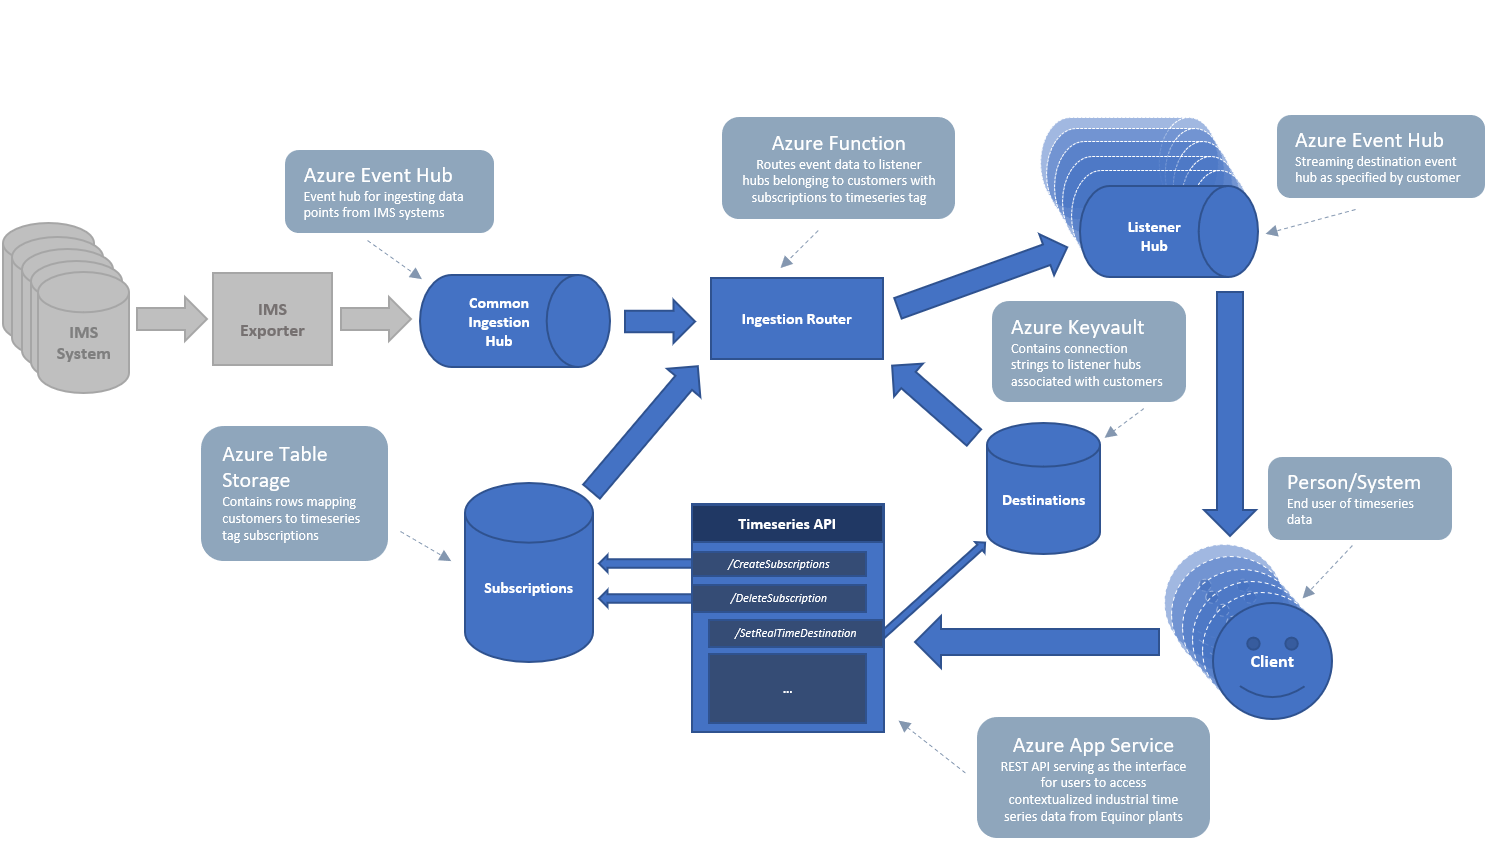 Azure Event Hub
Event hub for ingesting data
points from IMS systems
Azure Function
Routes event data to listener
hubs belonging to customers with
subscriptions to timeseries tag
Azure Event Hub
Streaming destination event
hub as specified by customer
Listener
Hub
IMS
System
IMS
Exporter
Common
Ingestion
Hub
Ingestion Router
Azure Keyvault
Contains connection
strings to listener hubs
associated with customers
Azure Table
Storage
Contains rows mapping
customers to timeseries
tag subscriptions
Subscriptions
Timeseries API
/CreateSubscriptions
/DeleteSubscription
/SetRealTimeDestination
...
Destinations
Person/System
End user of timeseries
data
Client
Azure App Service
REST API serving as the interface
for users to access
contextualized industrial time
series data from Equinor plants